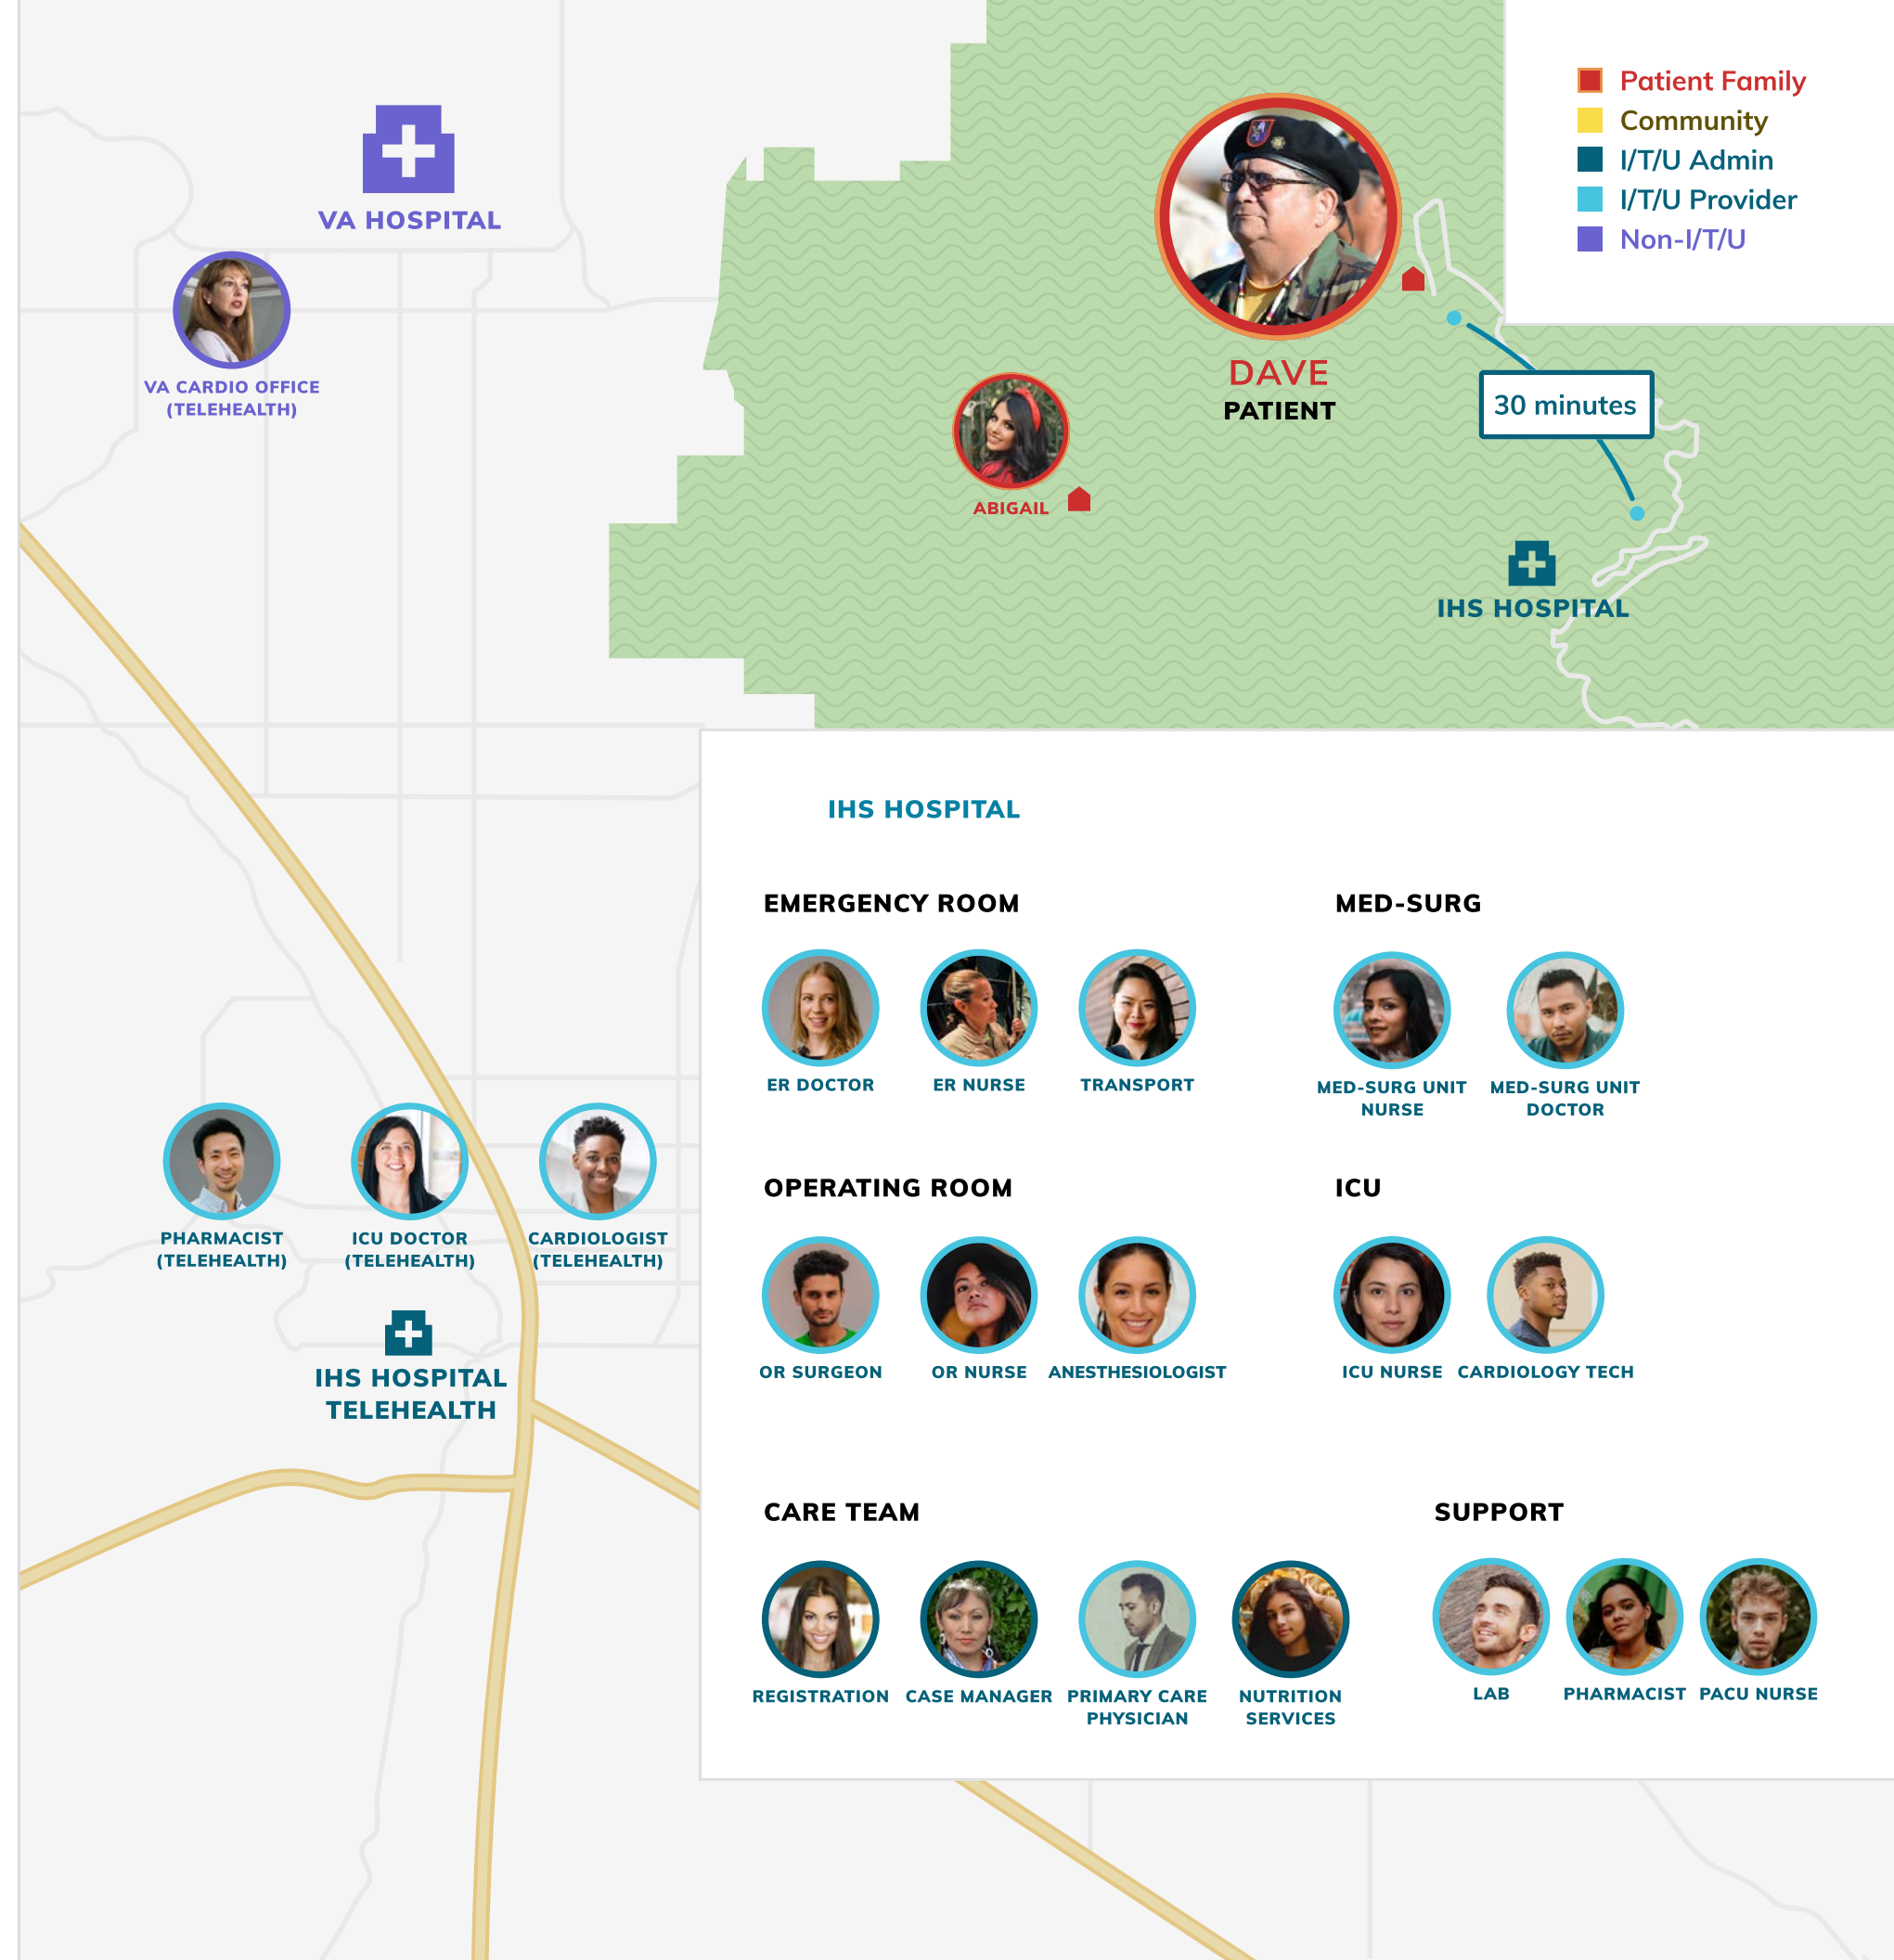 Patient Family
Community
I/T/U Admin
I/T/U Provider
Non-I/T/U
VA HOSPITAL
VA CARDIO OFFICE
(TELEHEALTH)
DAVE
PATIENT
30 minutes
ABIGAIL
IHS HOSPITAL
IHS HOSPITAL
EMERGENCY ROOM
ER DOCTOR
ER NURSE
TRANSPORT
MED-SURG
MED-SURG UNIT
NURSE
MED-SURG UNIT
DOCTOR
PHARMACIST
(TELEHEALTH)
ICU DOCTOR
(TELEHEALTH)
CARDIOLOGIST
(TELEHEALTH)
IHS HOSPITAL
TELEHEALTH
OPERATING ROOM
OR SURGEON
OR NURSE
ANESTHESIOLOGIST
ICU
ICU NURSE
CARDIOLOGY TECH
CARE TEAM
REGISTRATION
CASE MANAGER
PRIMARY CARE
PHYSICIAN
NUTRITION
SERVICES
SUPPORT
LAB
PHARMACIST
PACU NURSE